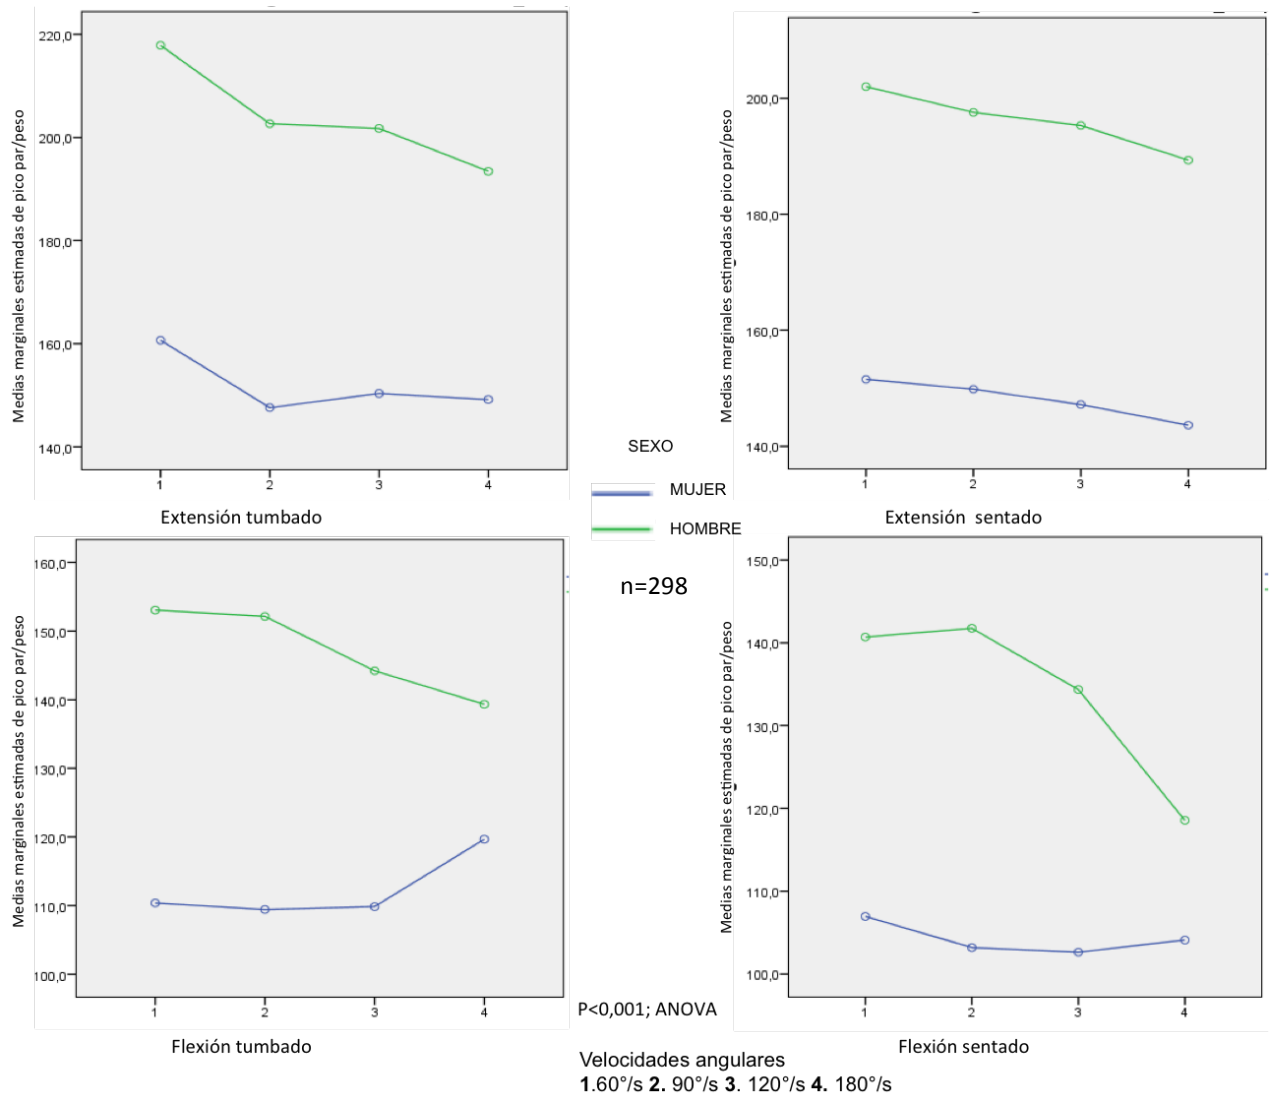 Medias marginales estimadas de pico par/peso
220,0
200,0
180,0
160,0
140,0
1 2 3 4
Extensión tumbado
Medias marginales estimadas de pico par/peso
200,0
180,0
160,0
140,0
1 2 3 4
Extensión sentado
SEXO
MUJER
HOMBRE
n=298
Medias marginales estimadas de pico par/peso
160,0
150,0
140,0
130,0
120,0
110,0
100,0
1 2 3 4
Flexión tumbado
Medias marginales estimadas de pico par/peso
150,0
140,0
130,0
120,0
110,0
100,0
1 2 3 4
Flexión sentado
P<0,001; ANOVA
Velocidades angulares
1.60°/s 2. 90°/s 3. 120°/s 4. 180°/s